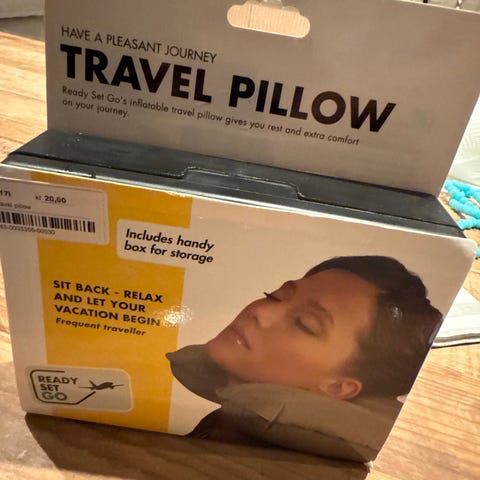 HAVE A PLEASANT JOURNEY
TRAVEL PILLOW
Ready Set Go's inflatable travel pillow gives you rest and extra comfort
on your journey.
kr 20,00
pillow
Includes handy
box for storage
SIT BACK - RELAX
AND LET YOUR
VACATION BEGIN
Frequent traveller
READY
SET
GO